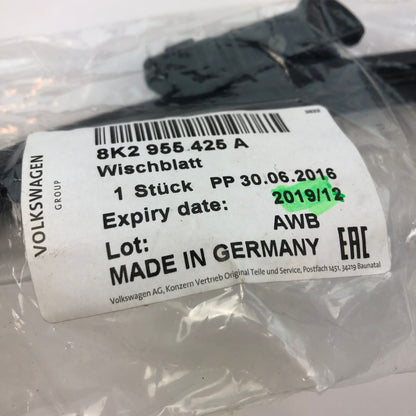 VOLKSWAGEN
GROUP
8K2 955 425 A
Wischblatt
1 Stück PP 30.06.2016
Expiry date: 2019/12
Lot: AWB
MADE IN GERMANY EAC
Volkswagen AG, Konzern Vertrieb Original Teile und Service, Postfach 1451, 34219 Baunatal